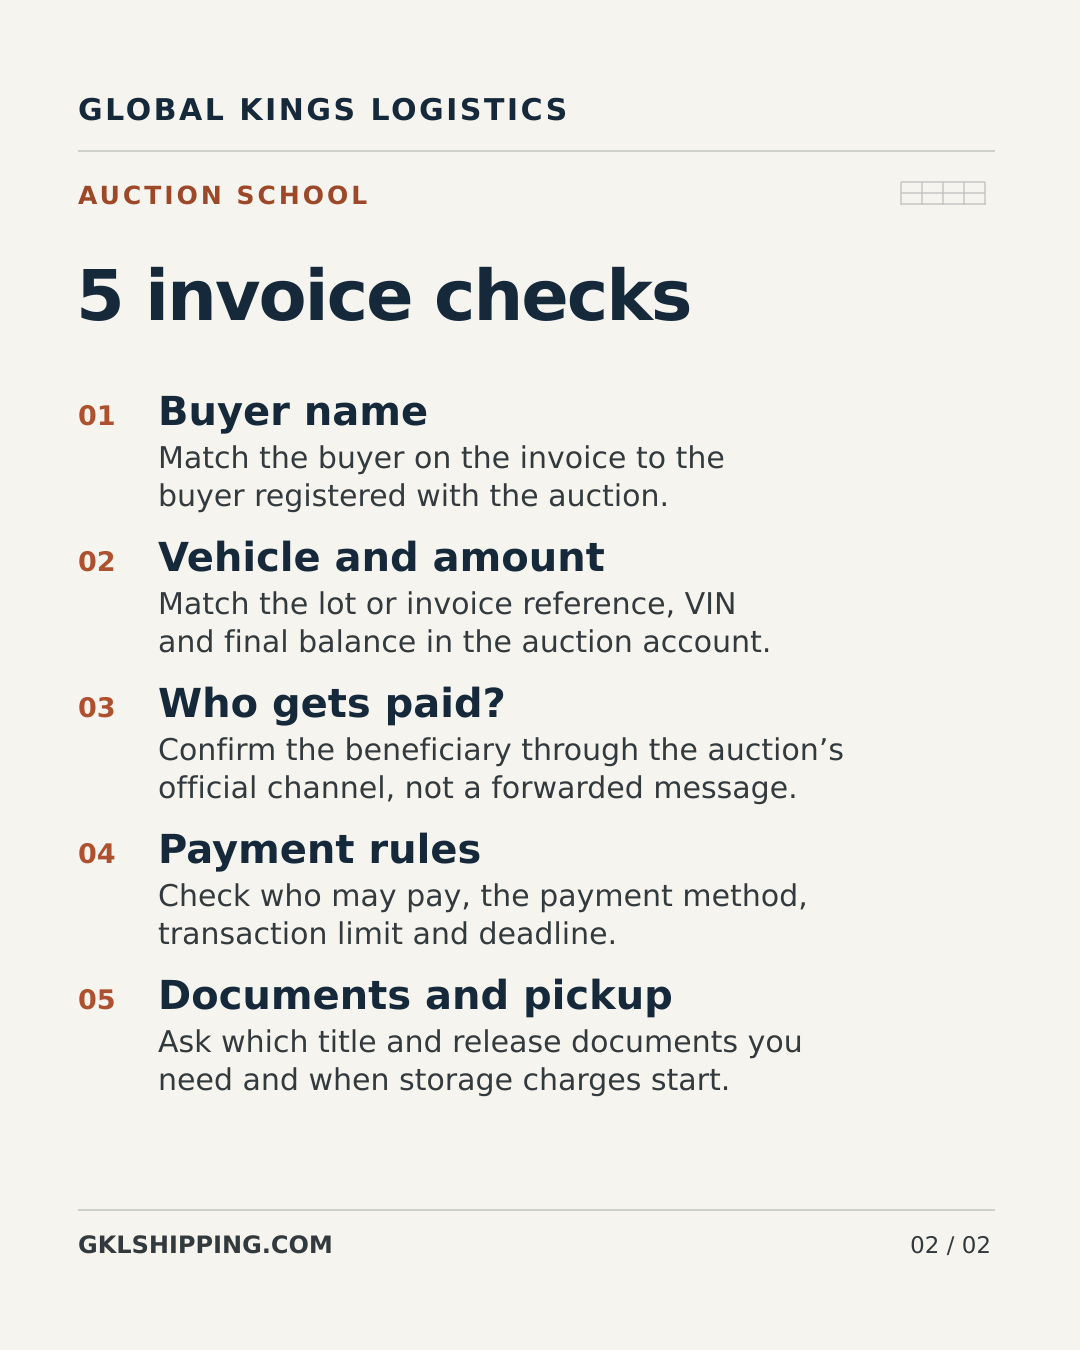 GLOBAL KINGS LOGISTICS
AUCTION SCHOOL
5 invoice checks
01 Buyer name
Match the buyer on the invoice to the
buyer registered with the auction.
02 Vehicle and amount
Match the lot or invoice reference, VIN
and final balance in the auction account.
03 Who gets paid?
Confirm the beneficiary through the auction’s
official channel, not a forwarded message.
04 Payment rules
Check who may pay, the payment method,
transaction limit and deadline.
05 Documents and pickup
Ask which title and release documents you
need and when storage charges start.
GKLSHIPPING.COM 02 / 02